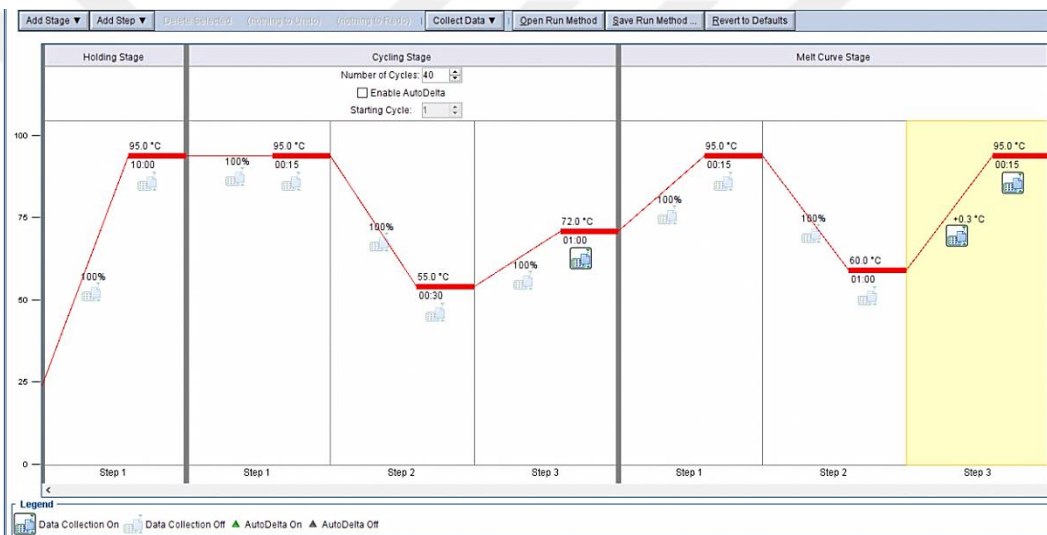 Add Stage ▼ Add Step ▼ Delete Selected (nothing to Undo) (nothing to Redo) Collect Data ▼ Open Run Method Save Run Method ... Revert to Defaults
Holding Stage Cycling Stage Melt Curve Stage
Number of Cycles: 40
Enable AutoDelta
Starting Cycle: 1
100
95.0 °C 95.0 °C 95.0 °C 95.0 °C
10:00 100% 00:15 00:15 00:15
100%
75
100% 72.0 °C 100% +0.3 °C
01:00
100% 100% 60.0 °C
55.0 °C 01:00
50
00:30
25
0
Step 1 Step 1 Step 2 Step 3 Step 1 Step 2 Step 3
<
Legend
Data Collection On Data Collection Off AutoDelta On AutoDelta Off